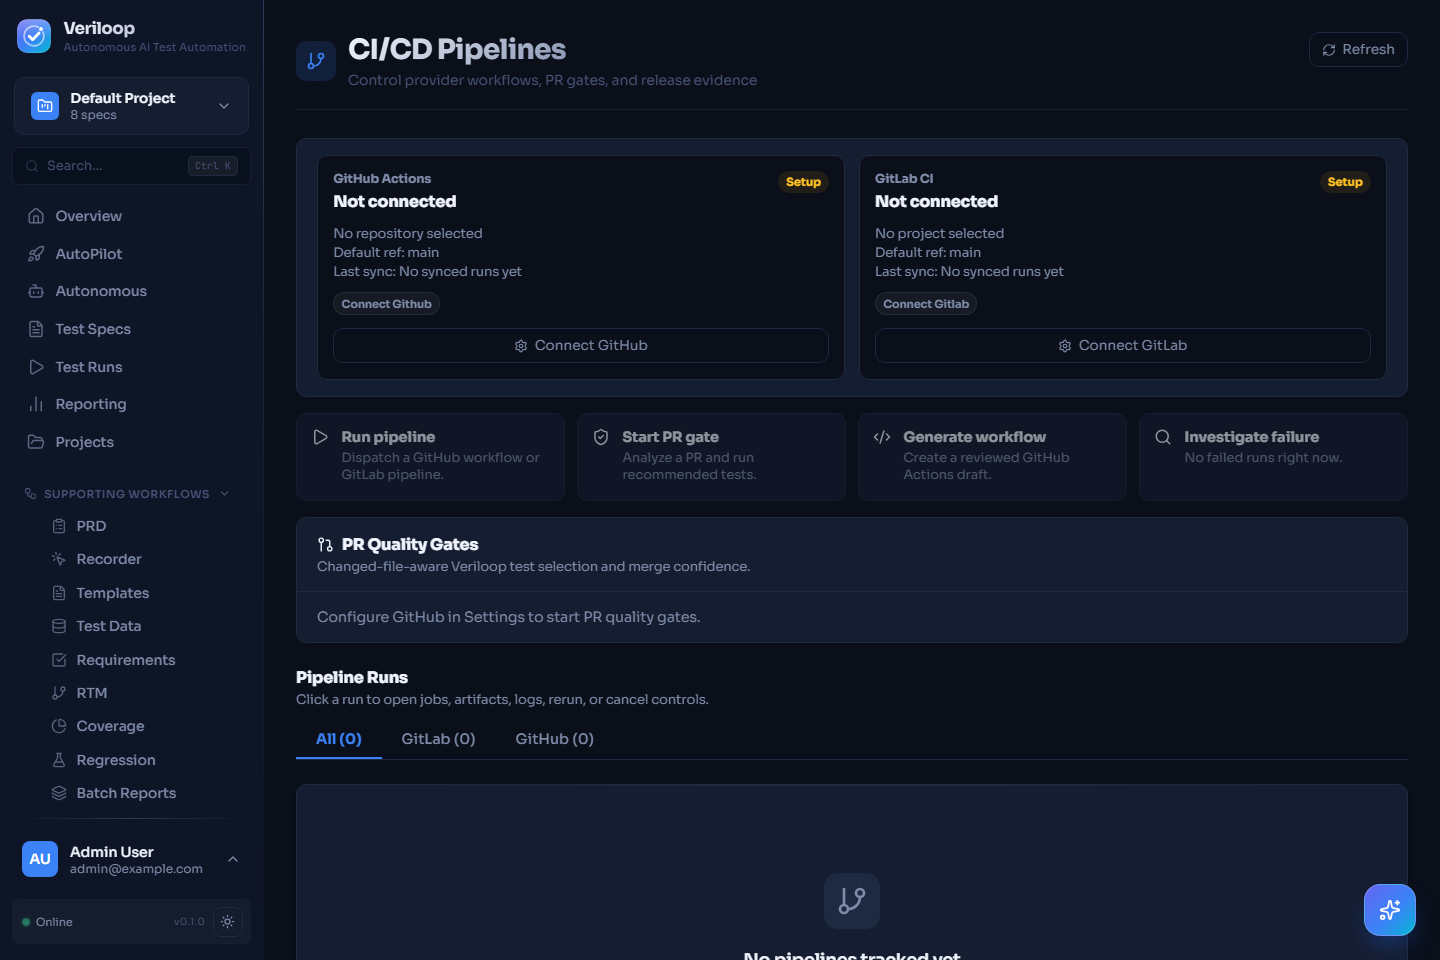 Veriloop
Autonomous AI Test Automation
Default Project
8 specs
Search...
Ctrl K
Overview
AutoPilot
Autonomous
Test Specs
Test Runs
Reporting
Projects
SUPPORTING WORKFLOWS
PRD
Recorder
Templates
Test Data
Requirements
RTM
Coverage
Regression
Batch Reports
AU
Admin User
admin@example.com
Online
v0.1.0
CI/CD Pipelines
Control provider workflows, PR gates, and release evidence
Refresh
GitHub Actions
Setup
Not connected
No repository selected
Default ref: main
Last sync: No synced runs yet
Connect Github
Connect GitHub
GitLab CI
Setup
Not connected
No project selected
Default ref: main
Last sync: No synced runs yet
Connect Gitlab
Connect GitLab
Run pipeline
Dispatch a GitHub workflow or
GitLab pipeline.
Start PR gate
Analyze a PR and run
recommended tests.
Generate workflow
Create a reviewed GitHub
Actions draft.
Investigate failure
No failed runs right now.
PR Quality Gates
Changed-file-aware Veriloop test selection and merge confidence.
Configure GitHub in Settings to start PR quality gates.
Pipeline Runs
Click a run to open jobs, artifacts, logs, rerun, or cancel controls.
All (0)
GitLab (0)
GitHub (0)
No pipelines tracked yet